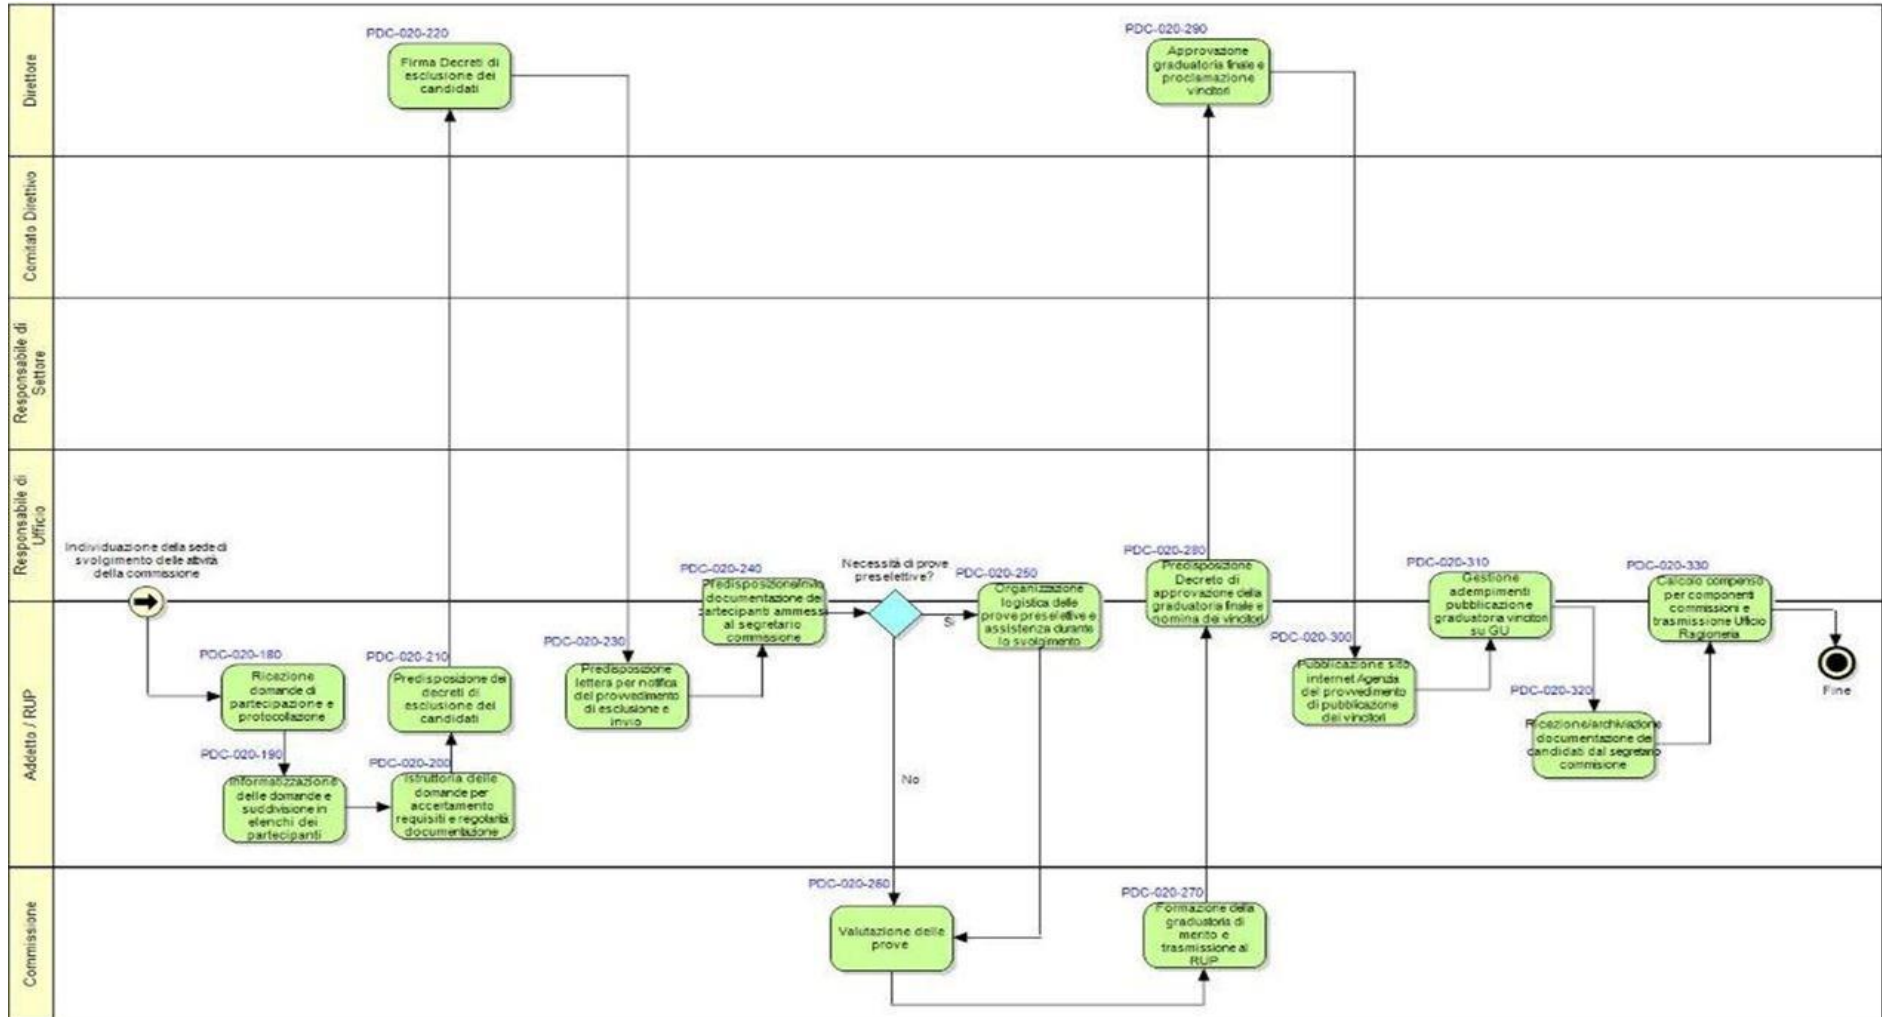 Direttore
Comitato Direttivo
Responsabile di
Settore
Responsabile di
Ufficio
Addetto / RUP
Commissione
Individuazione della sede di
svolgimento delle attività
della commissione
PDC-020-180
Ricezione
domande di
partecipazione e
protocollazione
PDC-020-190
Informatizzazione
delle domande e
suddivisione in
elenchi dei
partecipanti
PDC-020-200
Istruttoria delle
domande per
accertamento
requisiti e regolarità
documentazione
PDC-020-210
Predisposizione dei
decreti di
esclusione dei
candidati
PDC-020-220
Firma Decreti di
esclusione dei
candidati
PDC-020-230
Predisposizione
lettera per notifica
del provvedimento
di esclusione e
invio
PDC-020-240
Predisposizione/invio
documentazione dei
partecipanti ammessi
al segretario
commissione
Necessità di prove
preselettive?
Si
No
PDC-020-250
Organizzazione
logistica delle
prove preselettive e
assistenza durante
lo svolgimento
PDC-020-260
Valutazione delle
prove
PDC-020-270
Formazione della
graduatoria di
merito e
trasmissione al
RUP
PDC-020-280
Predisposizione
Decreto di
approvazione della
graduatoria finale e
nomina dei vincitori
PDC-020-290
Approvazione
graduatoria finale e
proclamazione
vincitori
PDC-020-300
Pubblicazione sito
internet Agenzia
del provvedimento
di pubblicazione
dei vincitori
PDC-020-310
Gestione
adempimenti
pubblicazione
graduatoria vincitori
su GU
PDC-020-320
Ricezione/archiviazione
documentazione dei
candidati dal segretario
commisione
PDC-020-330
Calcolo compenso
per componenti
commissioni e
trasmissione Ufficio
Ragioneria
Fine